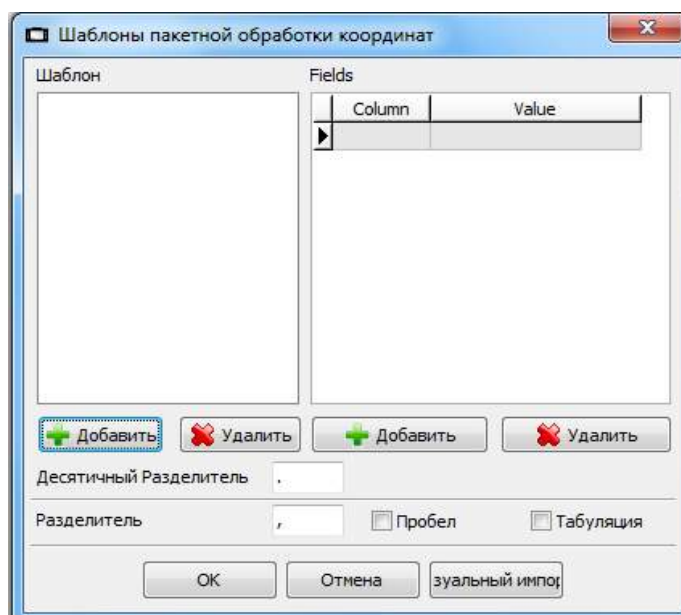 Шаблоны пакетной обработки координат
Шаблон Fields
Column Value
Добавить Удалить Добавить Удалить
Десятичный Разделитель .
Разделитель , Пробел Табуляция
OK Отмена зуальный импо